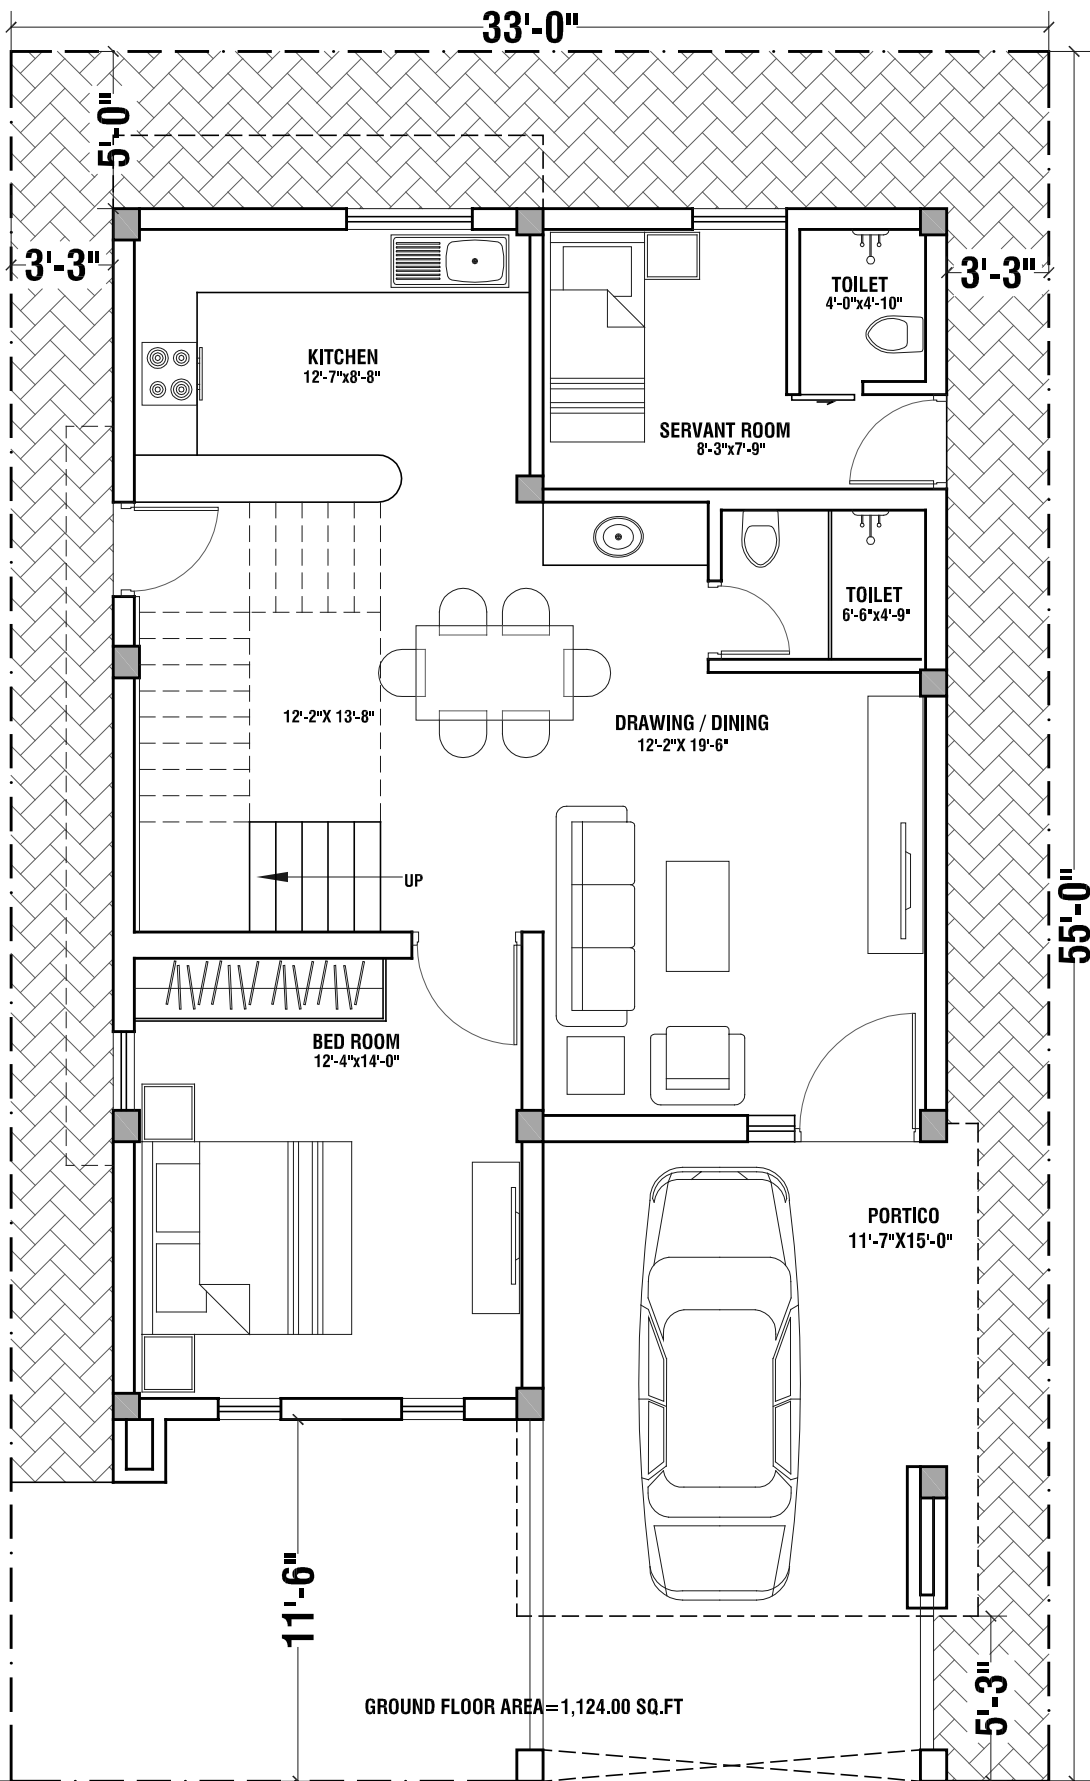 33'-0"
5'-0"
3'-3"
3'-3"
TOILET
4'-0"x4'-10"
KITCHEN
12'-7"x8'-8"
SERVANT ROOM
8'-3"x7'-9"
TOILET
6'-6"x4'-9"
12'-2"X 13'-8"
DRAWING / DINING
12'-2"X 19'-6"
UP
55'-0"
BED ROOM
12'-4"x14'-0"
PORTICO
11'-7"X15'-0"
11'-6"
5'-3"
GROUND FLOOR AREA=1,124.00 SQ.FT